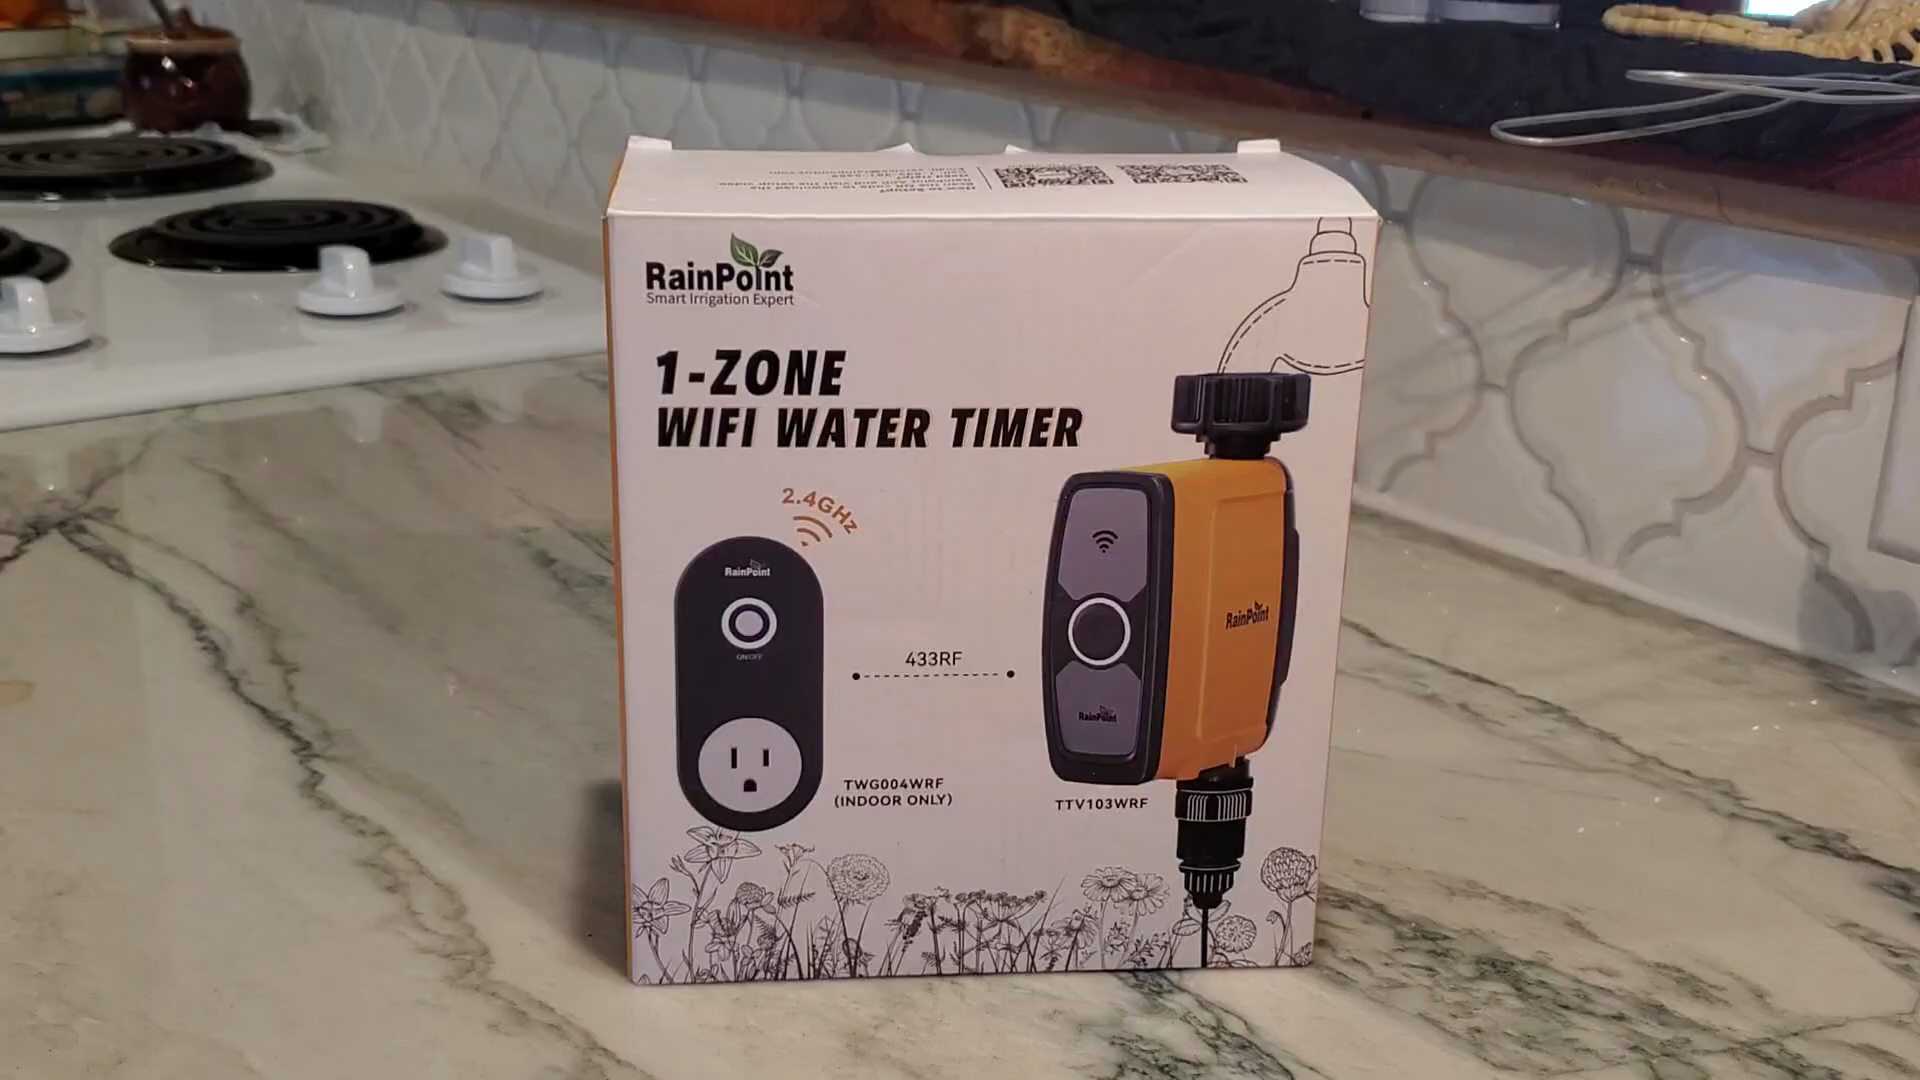 RainPoint
Smart Irrigation Expert
1-ZONE
WIFI WATER TIMER
2.4GHz
RainPoint
ON/OFF
433RF
RainPoint
RainPoint
TWG004WRF
(INDOOR ONLY)
TTV103WRF